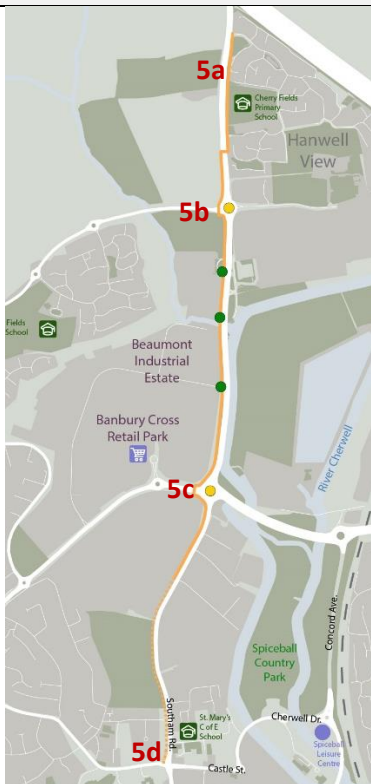 5a
Cherry Fields
Primary
School
Hanwell
View
5b
Fields
School
Beaumont
Industrial
Estate
Banbury Cross
Retail Park
River Cherwell
5c
Concord Ave.
Spiceball
Country
Park
Southam Rd.
St. Mary's
C of E
School
Cherwell Dr.
5d
Castle St.
Spiceball
Leisure
Centre